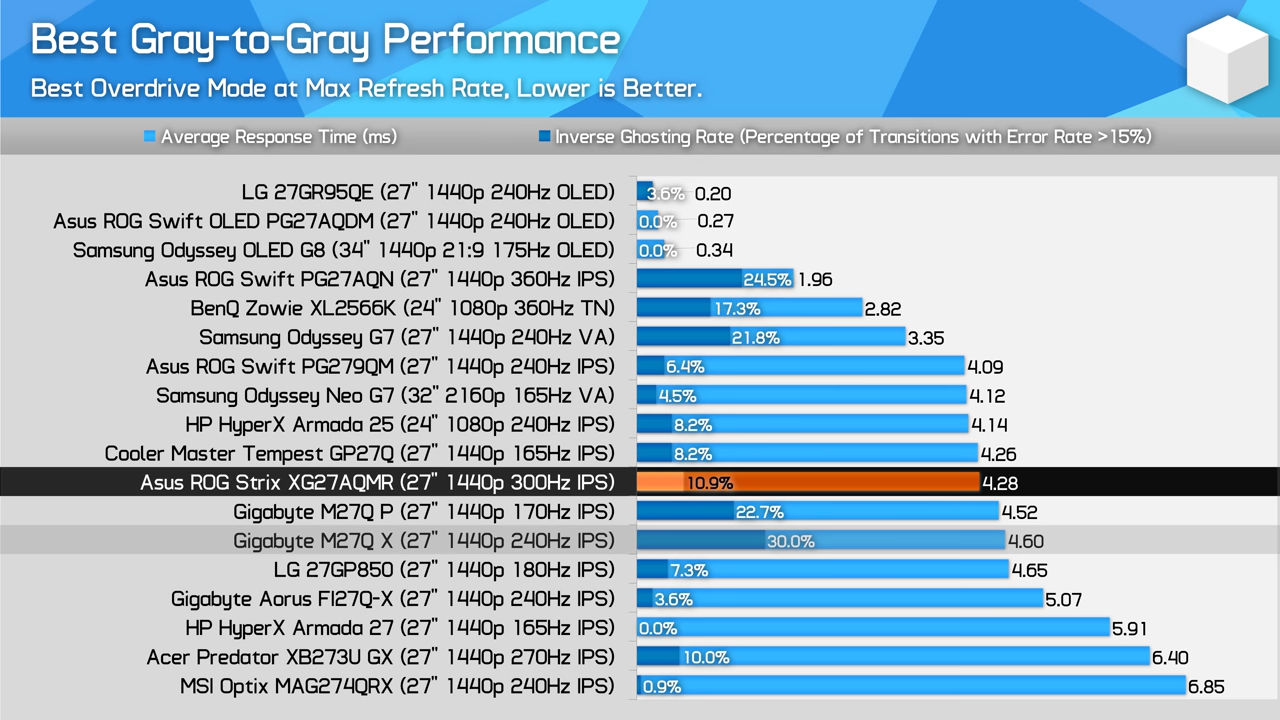 Best Gray-to-Gray Performance
Best Overdrive Mode at Max Refresh Rate, Lower is Better.
Average Response Time (ms) Inverse Ghosting Rate (Percentage of Transitions with Error Rate >15%)
LG 27GR95QE (27" 1440p 240Hz OLED) 3.6% 0.20
Asus ROG Swift OLED PG27AQDM (27" 1440p 240Hz OLED) 0.0% 0.27
Samsung Odyssey OLED G8 (34" 1440p 21:9 175Hz OLED) 0.0% 0.34
Asus ROG Swift PG27AQN (27" 1440p 360Hz IPS) 24.5% 1.96
BenQ Zowie XL2566K (24" 1080p 360Hz TN) 17.3% 2.82
Samsung Odyssey G7 (27" 1440p 240Hz VA) 21.8% 3.35
Asus ROG Swift PG279QM (27" 1440p 240Hz IPS) 6.4% 4.09
Samsung Odyssey Neo G7 (32" 2160p 165Hz VA) 4.5% 4.12
HP HyperX Armada 25 (24" 1080p 240Hz IPS) 8.2% 4.14
Cooler Master Tempest GP27Q (27" 1440p 165Hz IPS) 8.2% 4.26
Asus ROG Strix XG27AQMR (27" 1440p 300Hz IPS) 10.9% 4.28
Gigabyte M27Q P (27" 1440p 170Hz IPS) 22.7% 4.52
Gigabyte M27Q X (27" 1440p 240Hz IPS) 30.0% 4.60
LG 27GP850 (27" 1440p 180Hz IPS) 7.3% 4.65
Gigabyte Aorus FI27Q-X (27" 1440p 240Hz IPS) 3.6% 5.07
HP HyperX Armada 27 (27" 1440p 165Hz IPS) 0.0% 5.91
Acer Predator XB273U GX (27" 1440p 270Hz IPS) 10.0% 6.40
MSI Optix MAG274QRX (27" 1440p 240Hz IPS) 0.9% 6.85